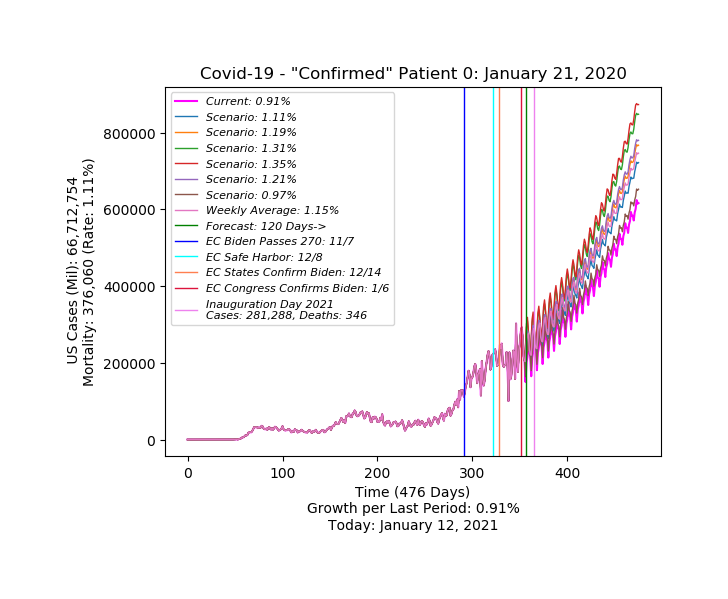 Covid-19 - "Confirmed" Patient 0: January 21, 2020
Current: 0.91%
Scenario: 1.11%
Scenario: 1.19%
Scenario: 1.31%
Scenario: 1.35%
Scenario: 1.21%
Scenario: 0.97%
Weekly Average: 1.15%
Forecast: 120 Days->
EC Biden Passes 270: 11/7
EC Safe Harbor: 12/8
EC States Confirm Biden: 12/14
EC Congress Confirms Biden: 1/6
Inauguration Day 2021
Cases: 281,288, Deaths: 346
US Cases (Mil): 66,712,754
Mortality: 376,060 (Rate: 1.11%)
800000
600000
400000
200000
0
0 100 200 300 400
Time (476 Days)
Growth per Last Period: 0.91%
Today: January 12, 2021